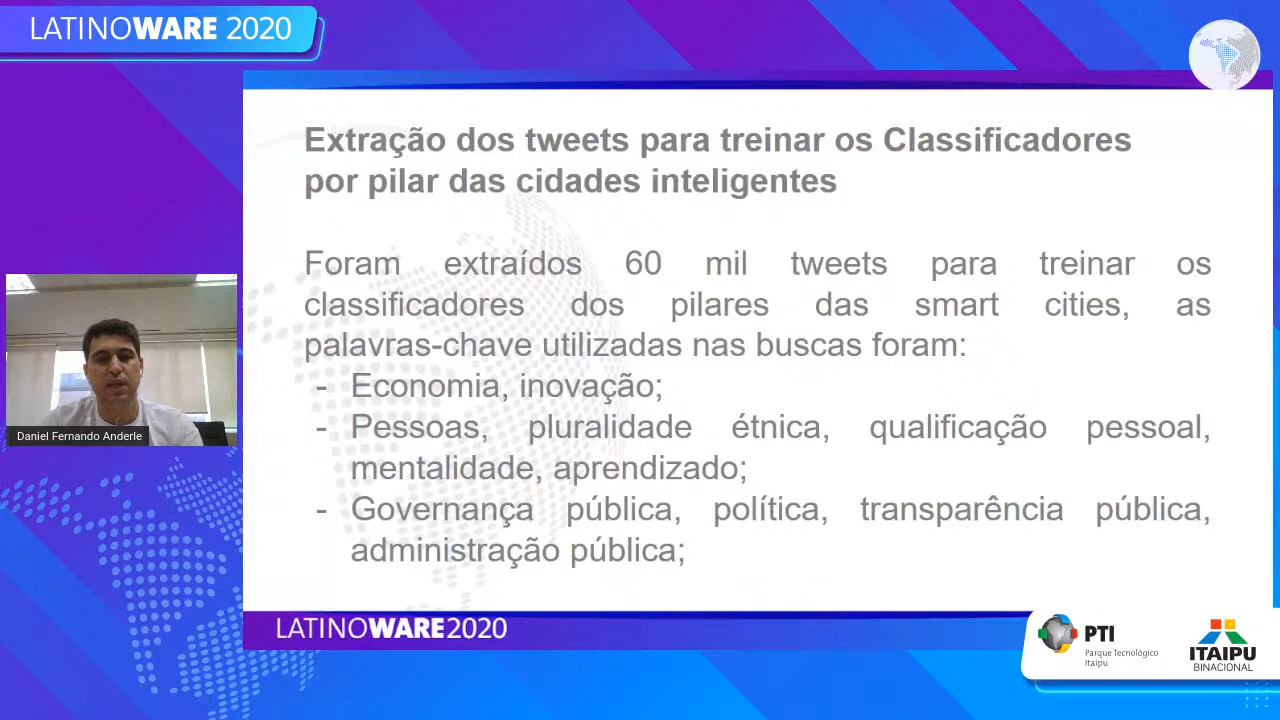 LATINOWARE 2020
Extração dos tweets para treinar os Classificadores
por pilar das cidades inteligentes
Foram extraídos 60 mil tweets para treinar os
classificadores dos pilares das smart cities, as
palavras-chave utilizadas nas buscas foram:
- Economia, inovação;
- Pessoas, pluralidade étnica, qualificação pessoal,
mentalidade, aprendizado;
- Governança pública, política, transparência pública,
administração pública;
Daniel Fernando Anderle
LATINOWARE2020
PTI
Parque Tecnológico
Itaipu
ITAIPU
BINACIONAL